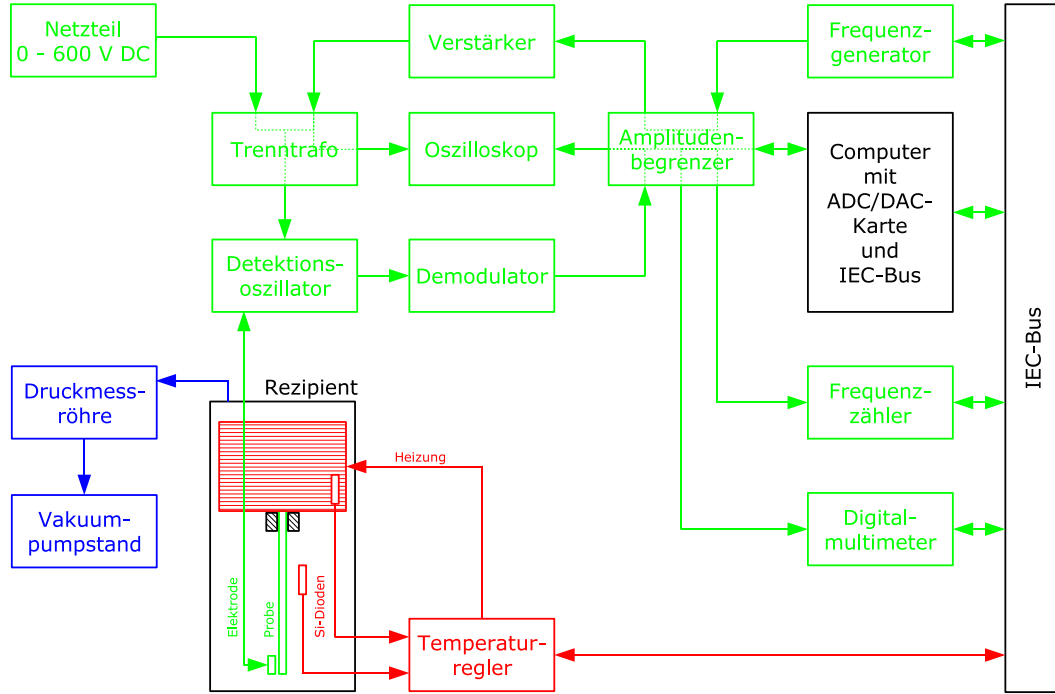 Netzteil
0 - 600 V DC
Verstärker
Frequenz-
generator
Trenntrafo
Oszilloskop
Amplituden-
begrenzer
Computer
mit
ADC/DAC-
Karte
und
IEC-Bus
Detektions-
oszillator
Demodulator
IEC-Bus
Druckmess-
röhre
Rezipient
Frequenz-
zähler
Heizung
Vakuum-
pumpstand
Digital-
multimeter
Elektrode
Probe
Si-Dioden
Temperatur-
regler